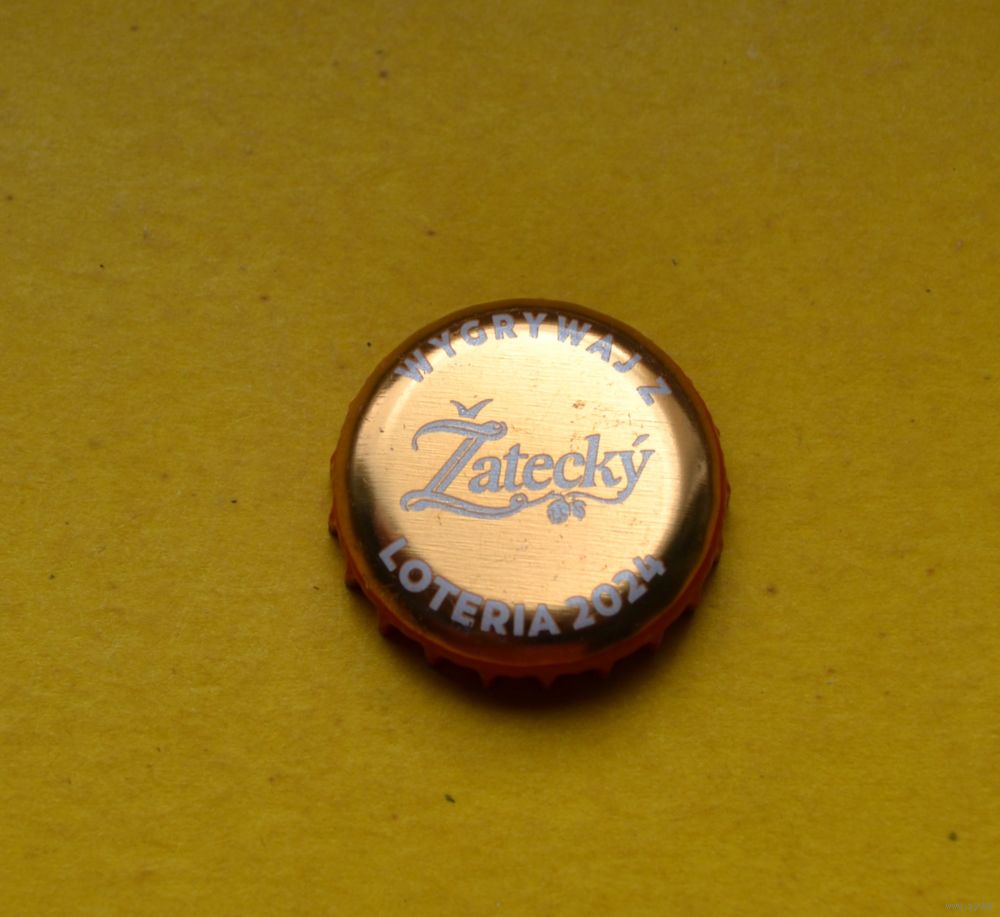 WYGRYWAJ Z
Žatecký
LOTERIA 2024